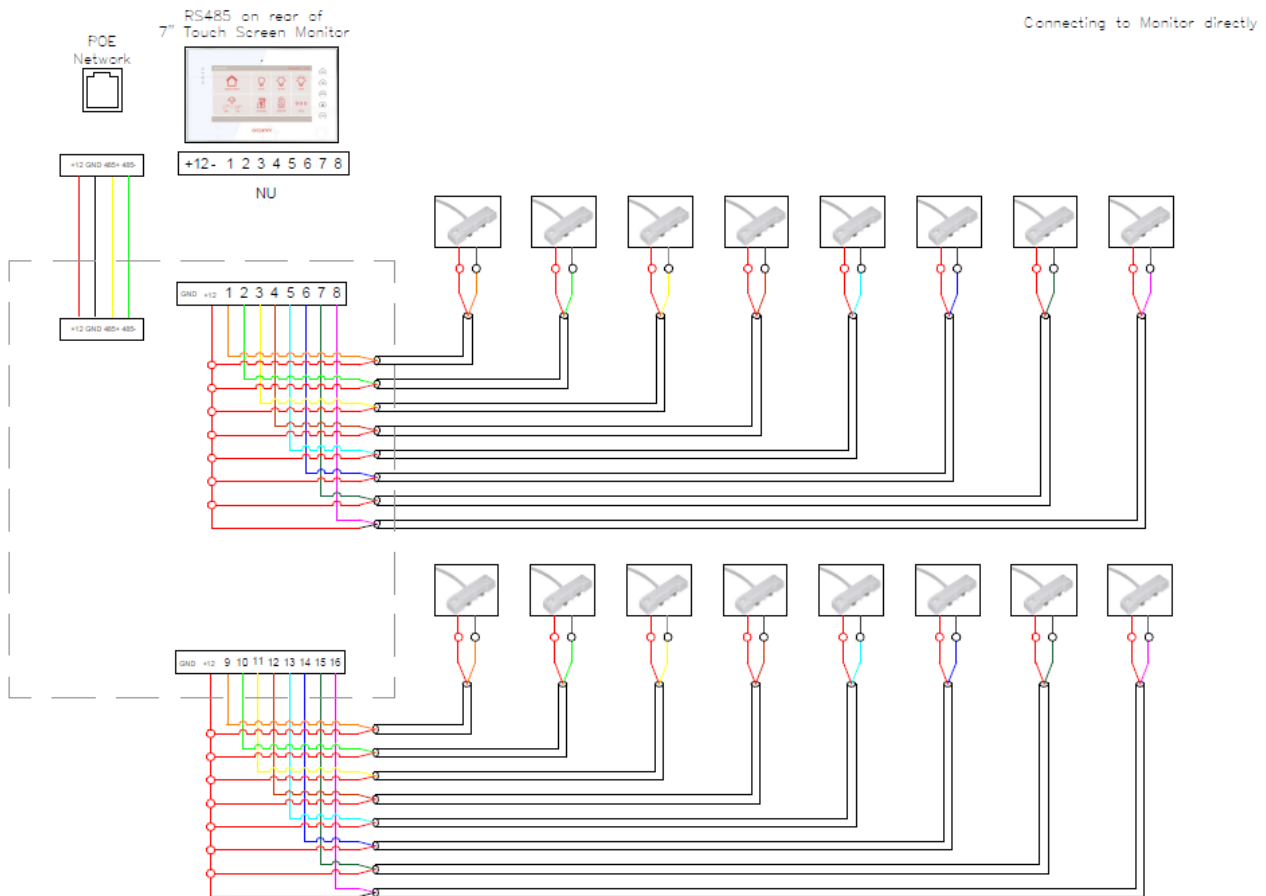 RS485 on rear of
7" Touch Screen Monitor
Connecting to Monitor directly
POE
Network
+12 GND 485+ 485-
+12- 1 2 3 4 5 6 7 8
NU
GND +12 1 2 3 4 5 6 7 8
+12 GND 485+ 485-
GND +12 9 10 11 12 13 14 15 16